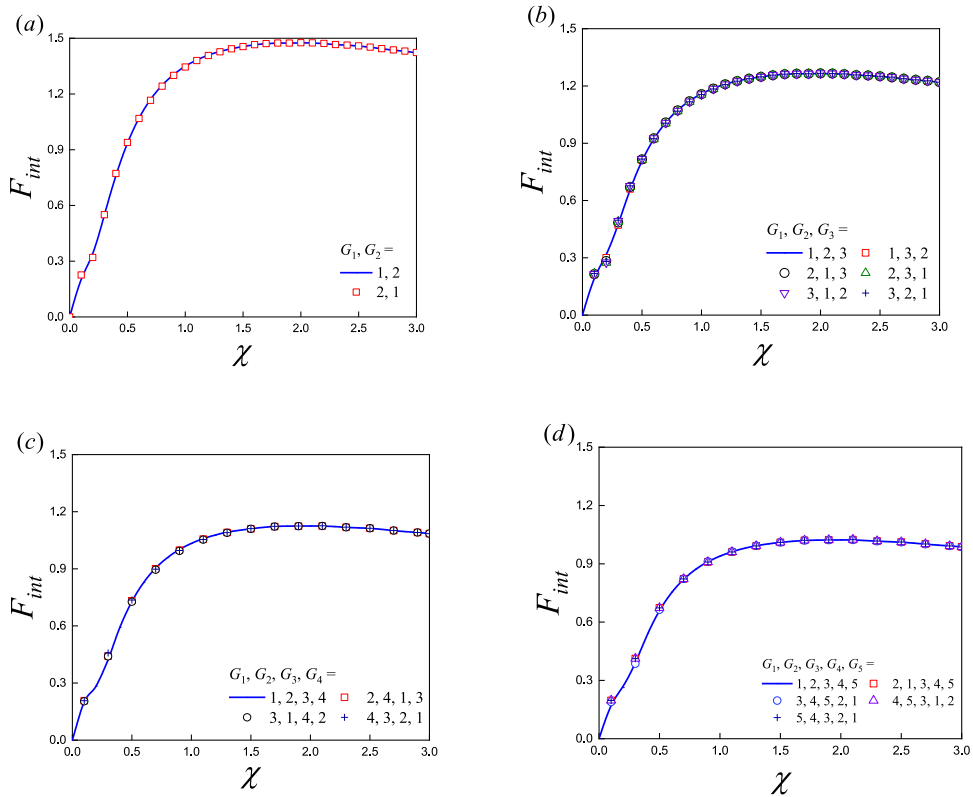 (a)
1.5
1.2
0.9
0.6
0.3
0.0
F_int
0.0 0.5 1.0 1.5 2.0 2.5 3.0
χ
G₁, G₂ =
1, 2
2, 1
(b)
1.5
1.2
0.9
0.6
0.3
0.0
F_int
0.0 0.5 1.0 1.5 2.0 2.5 3.0
χ
G₁, G₂, G₃ =
1, 2, 3 1, 3, 2
2, 1, 3 2, 3, 1
3, 1, 2 3, 2, 1
(c)
1.5
1.2
0.9
0.6
0.3
0.0
F_int
0.0 0.5 1.0 1.5 2.0 2.5 3.0
χ
G₁, G₂, G₃, G₄ =
1, 2, 3, 4 2, 4, 1, 3
3, 1, 4, 2 4, 3, 2, 1
(d)
1.5
1.2
0.9
0.6
0.3
0.0
F_int
0.0 0.5 1.0 1.5 2.0 2.5 3.0
χ
G₁, G₂, G₃, G₄, G₅ =
1, 2, 3, 4, 5 2, 1, 3, 4, 5
3, 4, 5, 2, 1 4, 5, 3, 1, 2
5, 4, 3, 2, 1